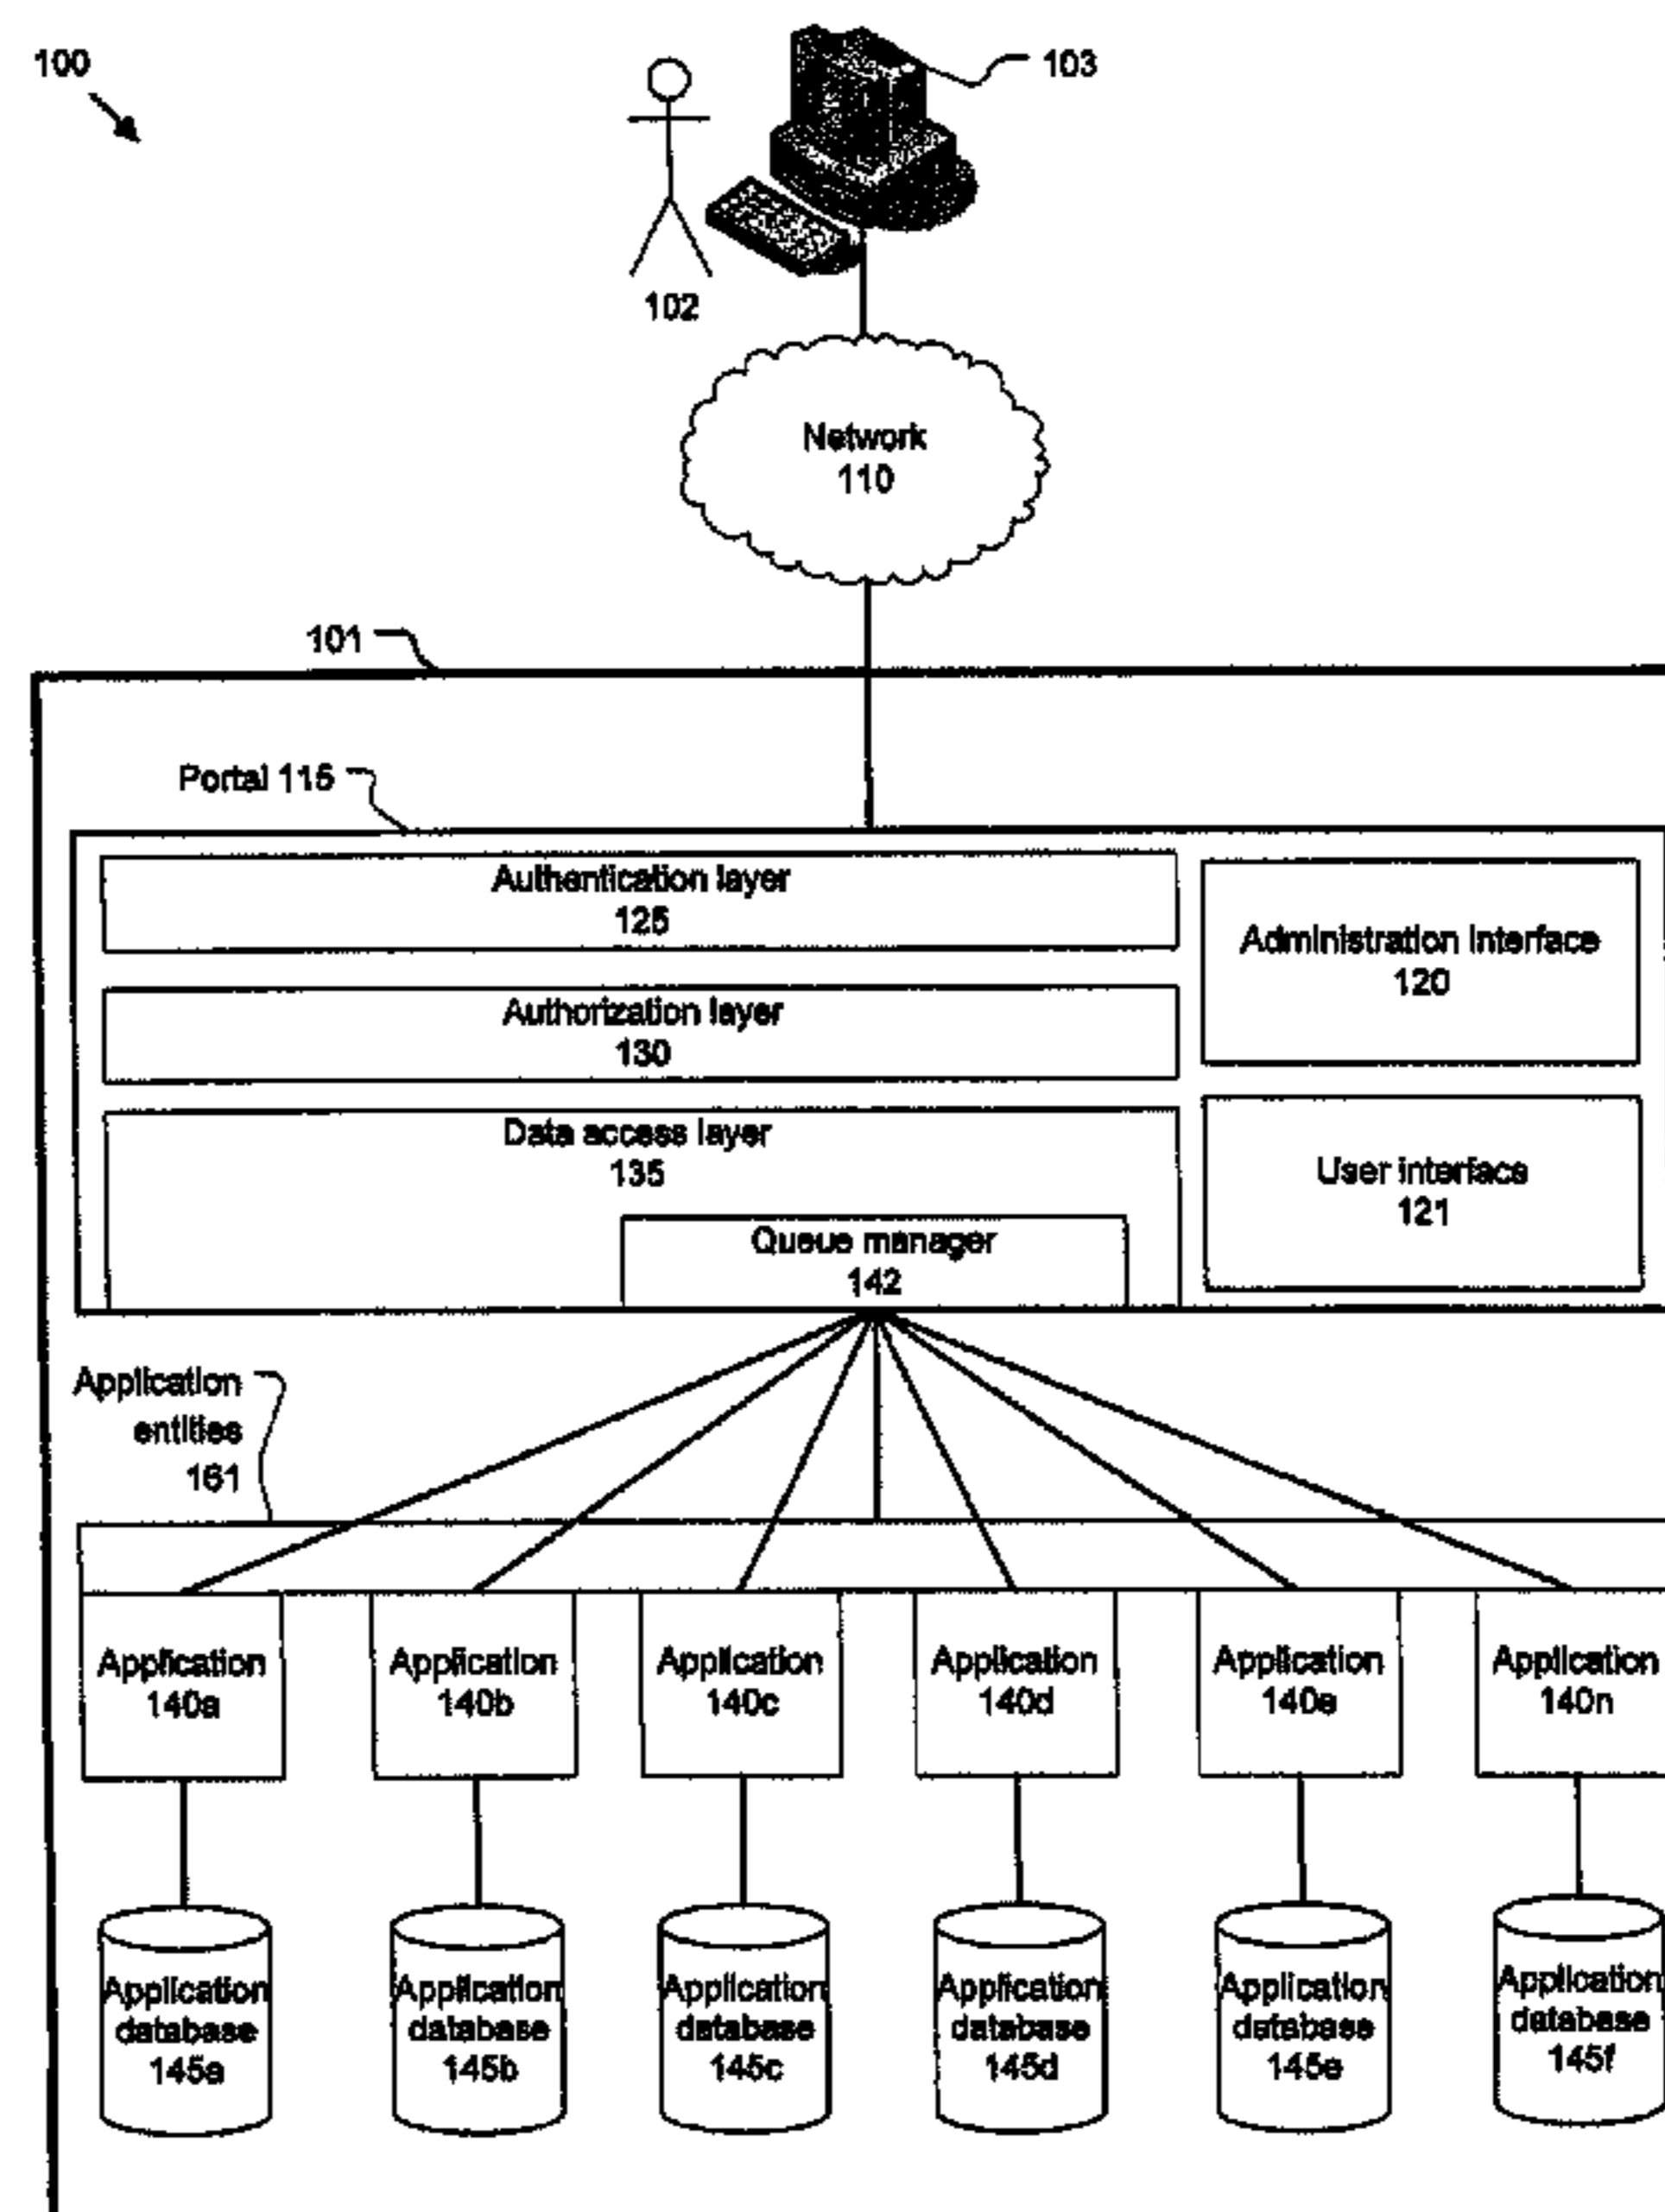 100
103
102
Network
110
101
Portal 115
Authentication layer
125
Administration interface
120
Authorization layer
130
Data access layer
135
User interface
121
Queue manager
142
Application
entities
161
Application
140a
Application
140b
Application
140c
Application
140d
Application
140e
Application
140n
Application
database
145a
Application
database
145b
Application
database
145c
Application
database
145d
Application
database
145e
Application
database
145f